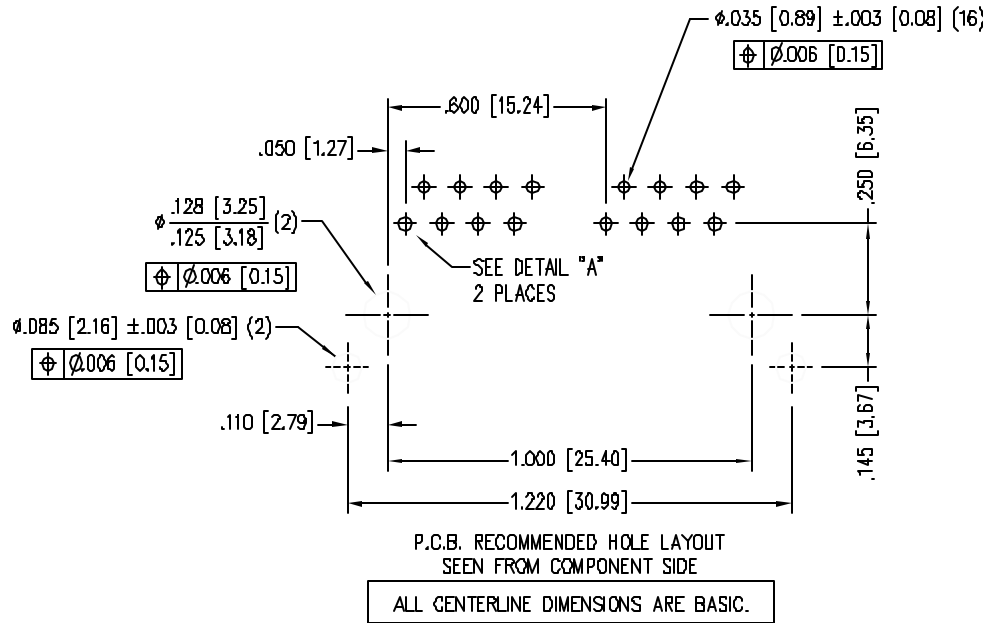 ⌀.035 [0.89] ±.003 [0.08] (16)
⌖ ⌀.006 [0.15]
.600 [15.24]
.050 [1.27]
.250 [6.35]
⌀ .128 [3.25]
.125 [3.18] (2)
⌖ ⌀.006 [0.15]
SEE DETAIL "A"
2 PLACES
⌀.085 [2.16] ±.003 [0.08] (2)
⌖ ⌀.006 [0.15]
.110 [2.79]
.145 [3.67]
1.000 [25.40]
1.220 [30.99]
P.C.B. RECOMMENDED HOLE LAYOUT
SEEN FROM COMPONENT SIDE
ALL CENTERLINE DIMENSIONS ARE BASIC.